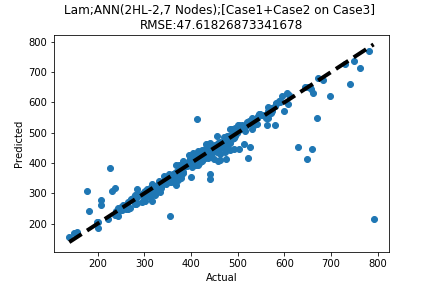 Lam;ANN(2HL-2,7 Nodes);[Case1+Case2 on Case3]
RMSE:47.61826873341678
800
700
600
500
400
300
200
Predicted
200 300 400 500 600 700 800
Actual